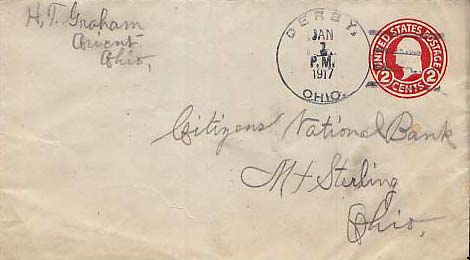 H. T. Graham
Orient
Ohio,
DERBY,
JAN
1
P.M.
1917
OHIO.
UNITED STATES POSTAGE
2 CENTS 2
Citizens National Bank
Mt Sterling
Ohio,